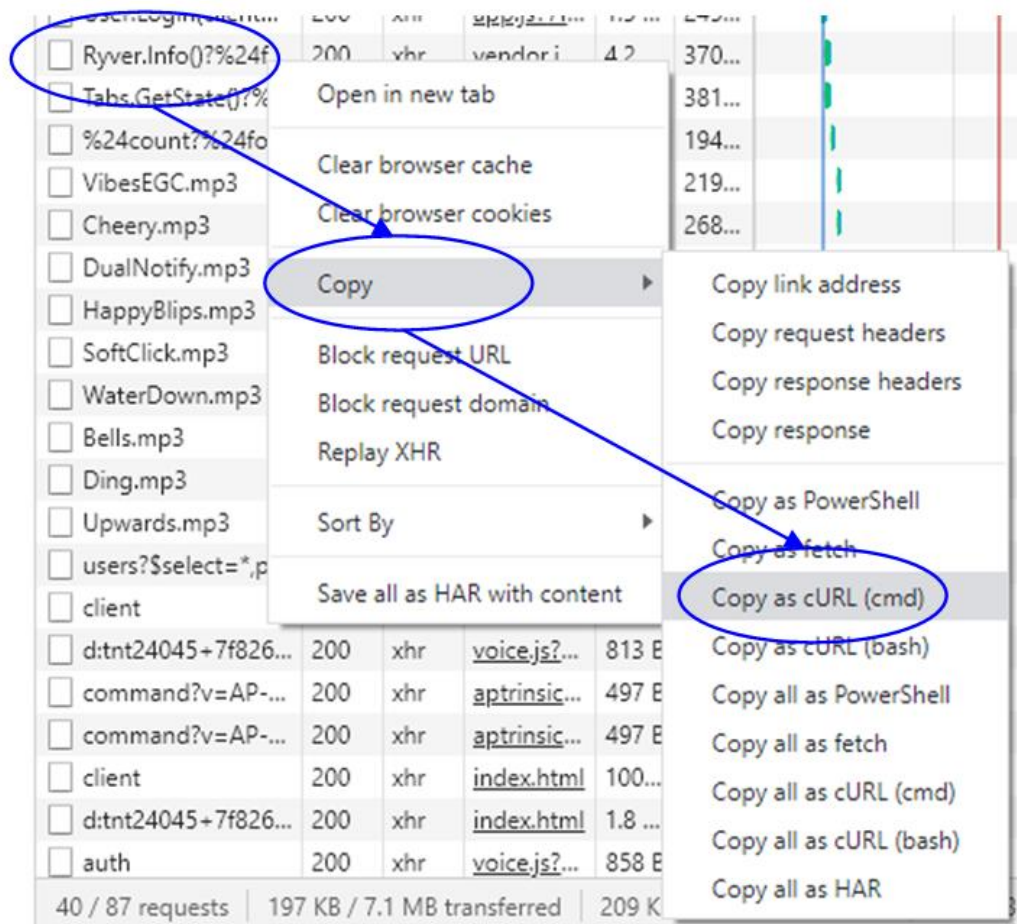 Ryver.Info()?%24f 200 xhr vendor.j 4.2 370...
Tabs.GetState()?% 381...
%24count?%24fo 194...
VibesEGC.mp3 219...
Cheery.mp3 268...
DualNotify.mp3
HappyBlips.mp3
SoftClick.mp3
WaterDown.mp3
Bells.mp3
Ding.mp3
Upwards.mp3
users?$select=*,p
client
d:tnt24045+7f826... 200 xhr voice.js?... 813 B
command?v=AP-... 200 xhr aptrinsic... 497 B
command?v=AP-... 200 xhr aptrinsic... 497 B
client 200 xhr index.html 100...
d:tnt24045+7f826... 200 xhr index.html 1.8 ...
auth 200 xhr voice.js?... 858 B
40 / 87 requests 197 KB / 7.1 MB transferred 209 K
Open in new tab
Clear browser cache
Clear browser cookies
Copy
Block request URL
Block request domain
Replay XHR
Sort By
Save all as HAR with content
Copy link address
Copy request headers
Copy response headers
Copy response
Copy as PowerShell
Copy as fetch
Copy as cURL (cmd)
Copy as cURL (bash)
Copy all as PowerShell
Copy all as fetch
Copy all as cURL (cmd)
Copy all as cURL (bash)
Copy all as HAR